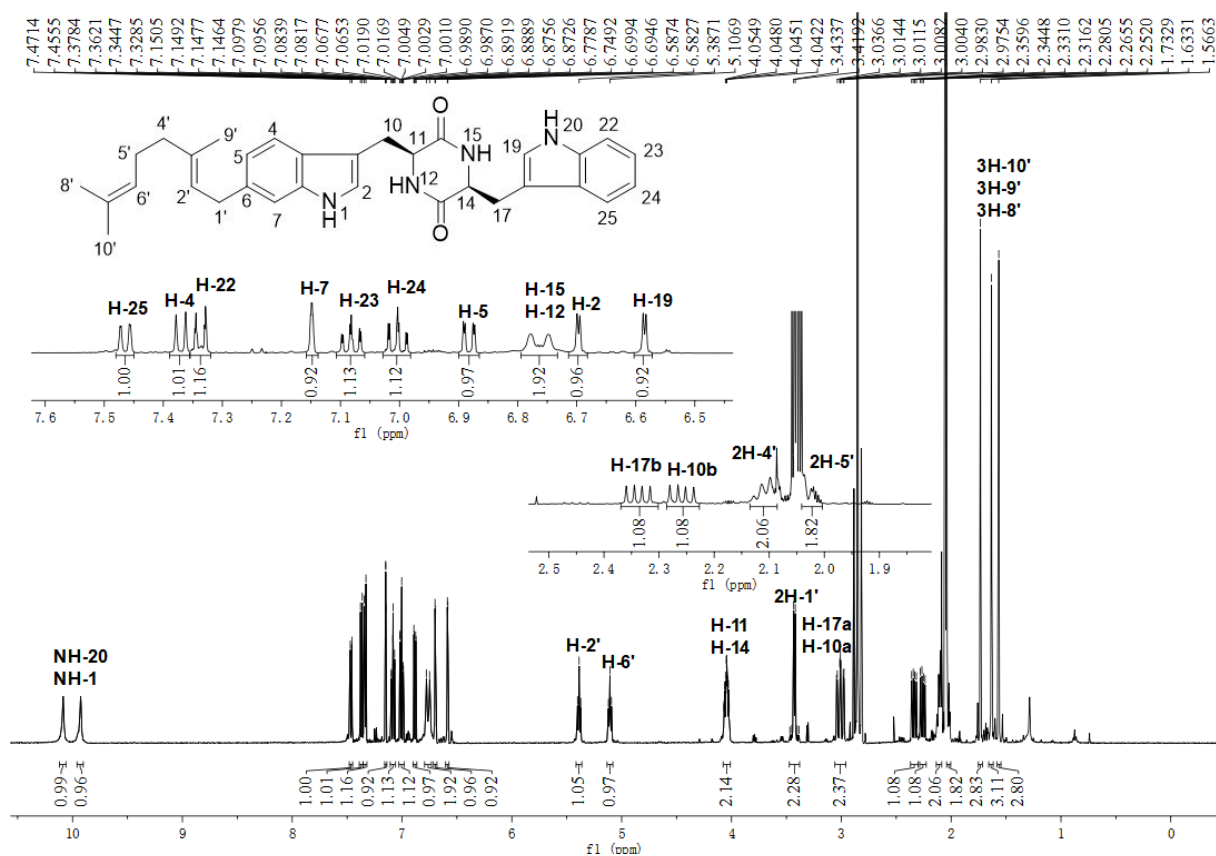 7.4714
7.4555
7.3784
7.3621
7.3447
7.3285
7.1505
7.1492
7.1477
7.1464
7.0979
7.0956
7.0839
7.0817
7.0677
7.0653
7.0190
7.0169
7.0049
7.0029
7.0010
6.9890
6.9870
6.8919
6.8889
6.8756
6.8726
6.7787
6.7492
6.6994
6.6946
6.5874
6.5827
5.3871
5.1069
4.0549
4.0480
4.0451
4.0422
3.4337
3.4192
3.0366
3.0144
3.0115
3.0082
3.0040
2.9830
2.9754
2.3596
2.3448
2.3310
2.3162
2.2805
2.2655
2.2520
1.7329
1.6331
1.5663
4' 9' 4 10 O 15 H N 20 22
5' 5 11 NH 19 23
8' 6' 2' 6 2 HN 12 14 24
1' 7 N H 1 O 17 25
10'
3H-10'
3H-9'
3H-8'
H-25 H-4 H-22 H-7 H-23 H-24 H-5 H-15 H-12 H-2 H-19
1.00 1.01 1.16 0.92 1.13 1.12 0.97 1.92 0.96 0.92
7.6 7.5 7.4 7.3 7.2 7.1 7.0 6.9 6.8 6.7 6.6 6.5
f1 (ppm)
H-17b H-10b 2H-4' 2H-5'
1.08 1.08 2.06 1.82
2.5 2.4 2.3 2.2 2.1 2.0 1.9
f1 (ppm)
NH-20
NH-1
H-2' H-6'
H-11
H-14
2H-1'
H-17a
H-10a
0.99 0.96 1.00 1.01 1.16 0.92 1.13 1.12 0.97 1.92 0.96 0.92 1.05 0.97 2.14 2.28 2.37 1.08 1.08 2.06 1.82 2.83 3.11 2.80
10 9 8 7 6 5 4 3 2 1 0
f1 (ppm)